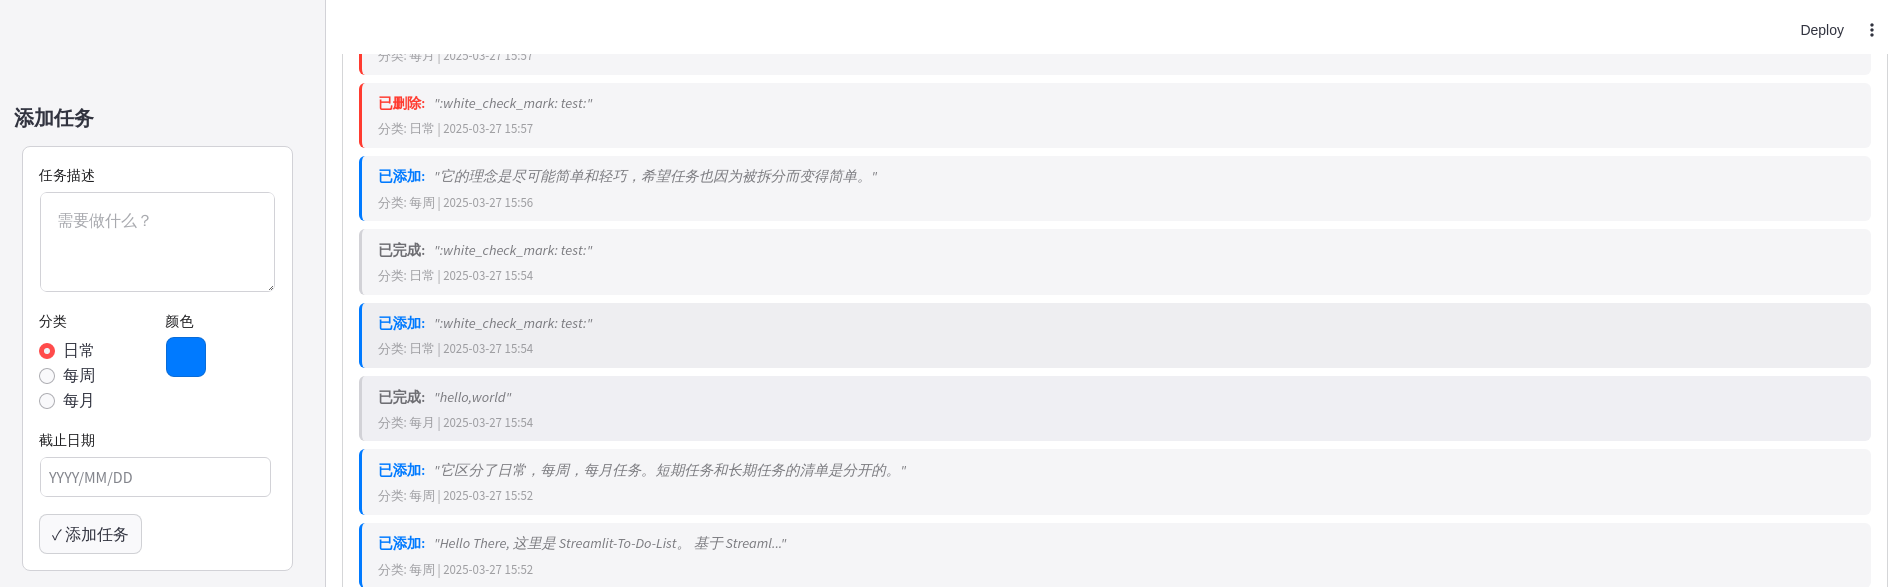 Deploy
添加任务
任务描述
需要做什么？
分类
颜色
日常
每周
每月
截止日期
YYYY/MM/DD
✓ 添加任务
分类: 每月 | 2025-03-27 15:57
已删除: ":white_check_mark: test:"
分类: 日常 | 2025-03-27 15:57
已添加: "它的理念是尽可能简单和轻巧，希望任务也因为被拆分而变得简单。"
分类: 每周 | 2025-03-27 15:56
已完成: ":white_check_mark: test:"
分类: 日常 | 2025-03-27 15:54
已添加: ":white_check_mark: test:"
分类: 日常 | 2025-03-27 15:54
已完成: "hello,world"
分类: 每月 | 2025-03-27 15:54
已添加: "它区分了日常，每周，每月任务。短期任务和长期任务的清单是分开的。"
分类: 每周 | 2025-03-27 15:52
已添加: "Hello There, 这里是 Streamlit-To-Do-List。 基于 Streaml..."
分类: 每周 | 2025-03-27 15:52